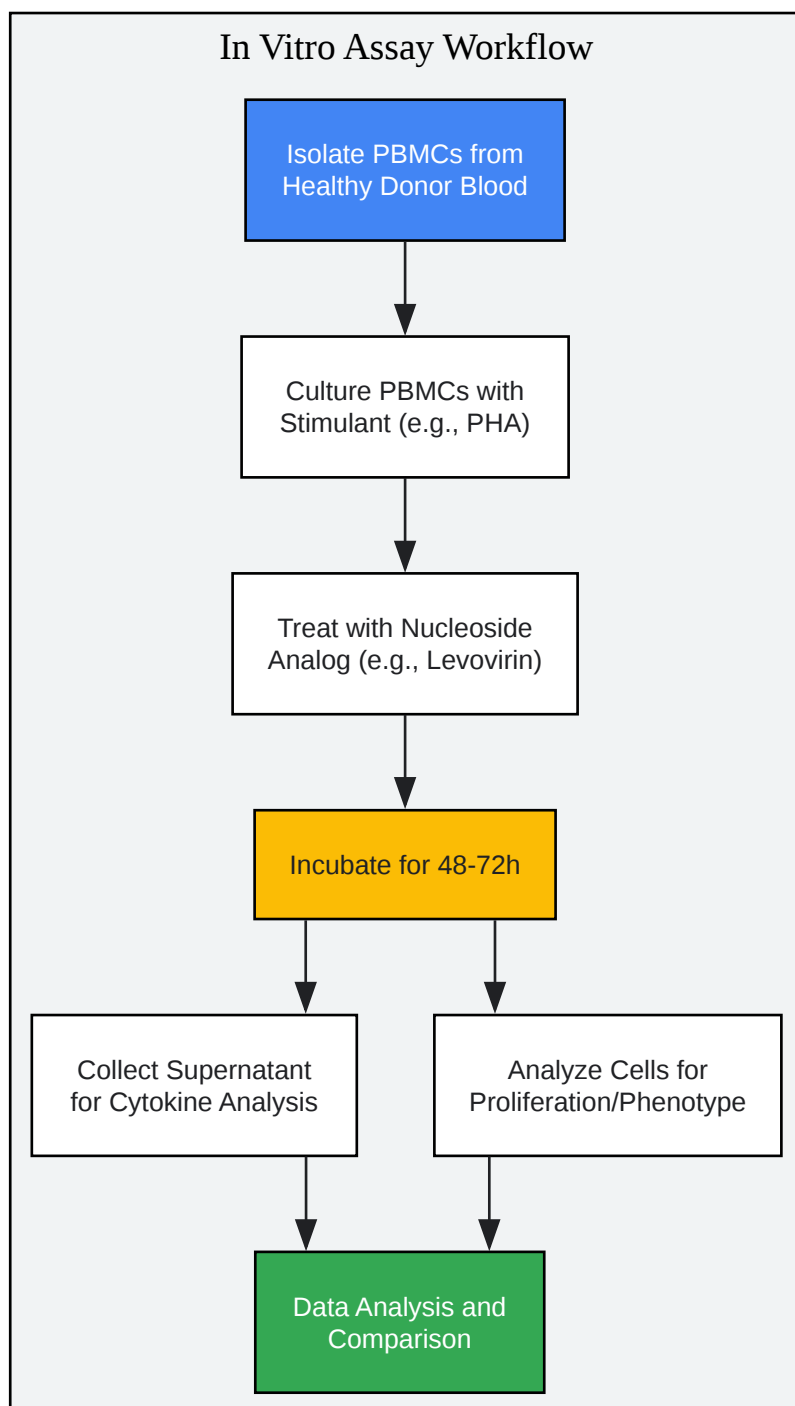 In Vitro Assay Workflow
Isolate PBMCs from
Healthy Donor Blood
Culture PBMCs with
Stimulant (e.g., PHA)
Treat with Nucleoside
Analog (e.g., Levovirin)
Incubate for 48-72h
Collect Supernatant
for Cytokine Analysis
Analyze Cells for
Proliferation/Phenotype
Data Analysis and
Comparison